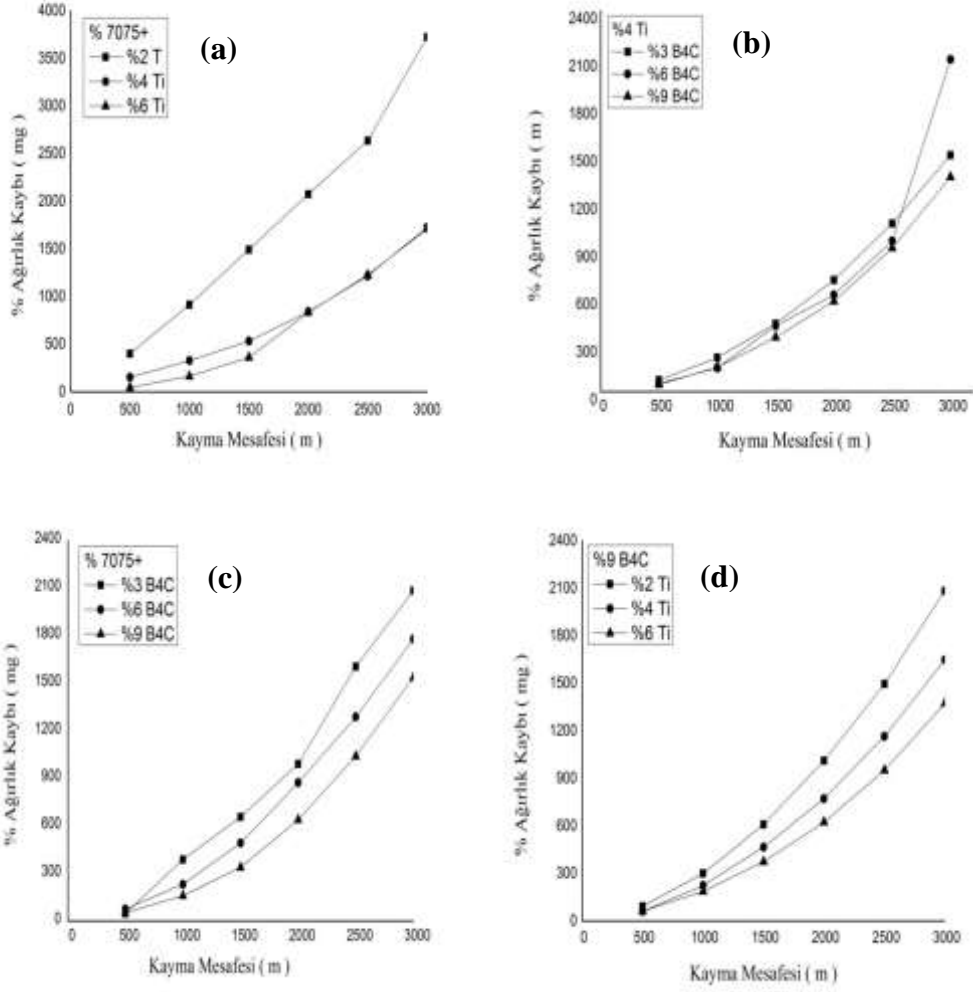 % 7075+
%2 T
%4 Ti
%6 Ti
(a)
4000
3500
3000
2500
2000
1500
1000
500
0
0 500 1000 1500 2000 2500 3000
% Ağırlık Kaybı ( mg )
Kayma Mesafesi ( m )
%4 Ti
%3 B4C
%6 B4C
%9 B4C
(b)
2400
2100
1800
1500
1200
900
600
300
0
0 500 1000 1500 2000 2500 3000
% Ağırlık Kaybı ( m )
Kayma Mesafesi ( m )
% 7075+
%3 B4C
%6 B4C
%9 B4C
(c)
2400
2100
1800
1500
1200
900
600
300
0
0 500 1000 1500 2000 2500 3000
% Ağırlık Kaybı ( mg )
Kayma Mesafesi ( m )
%9 B4C
%2 Ti
%4 Ti
%6 Ti
(d)
2400
2100
1800
1500
1200
900
600
300
0
0 500 1000 1500 2000 2500 3000
% Ağırlık Kaybı ( mg )
Kayma Mesafesi ( m )